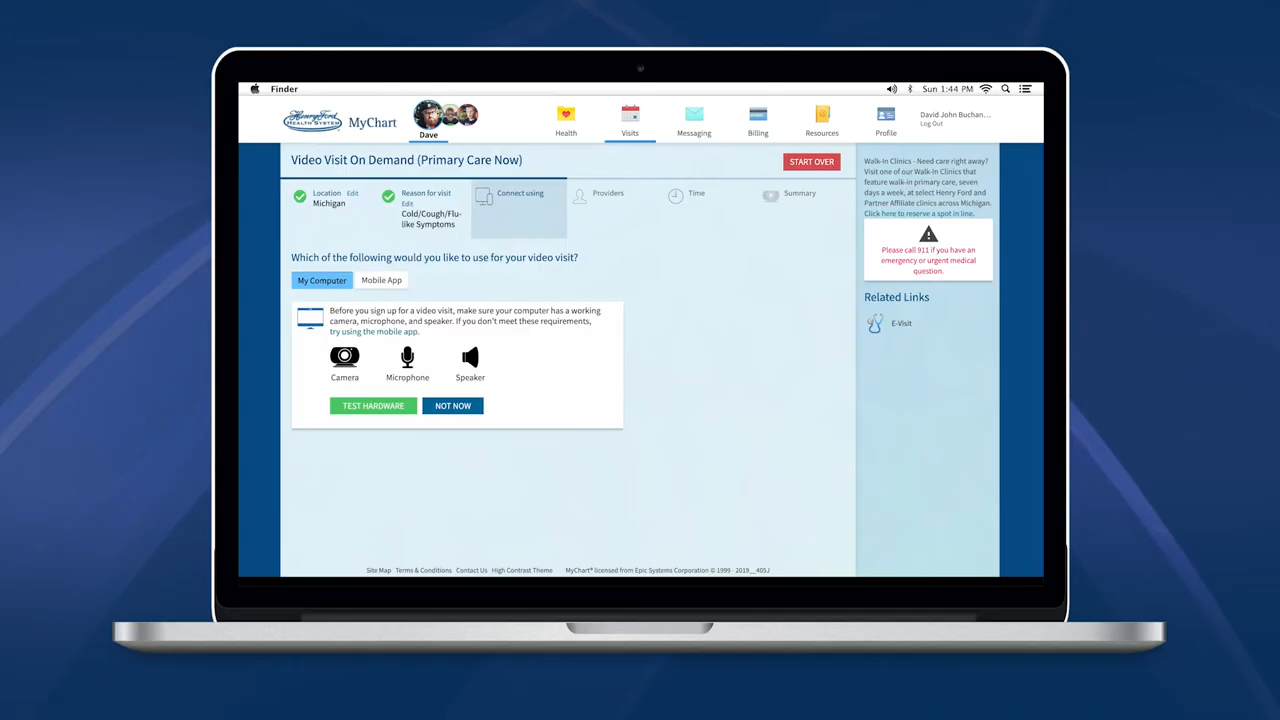 Finder
Sun 1:44 PM
Henry Ford
HEALTH SYSTEM
MyChart
Dave
Health
Visits
Messaging
Billing
Resources
Profile
David John Buchan...
Log Out
Video Visit On Demand (Primary Care Now)
START OVER
Location Edit
Michigan
Reason for visit
Edit
Cold/Cough/Flu-
like Symptoms
Connect using
Providers
Time
Summary
Which of the following would you like to use for your video visit?
My Computer
Mobile App
Before you sign up for a video visit, make sure your computer has a working
camera, microphone, and speaker. If you don't meet these requirements,
try using the mobile app.
Camera
Microphone
Speaker
TEST HARDWARE
NOT NOW
Walk-In Clinics - Need care right away?
Visit one of our Walk-In Clinics that
feature walk-in primary care, seven
days a week, at select Henry Ford and
Partner Affiliate clinics across Michigan.
Click here to reserve a spot in line.
Please call 911 if you have an
emergency or urgent medical
question.
Related Links
E-Visit
Site Map Terms & Conditions Contact Us High Contrast Theme MyChart® licensed from Epic Systems Corporation © 1999 - 2019__405J